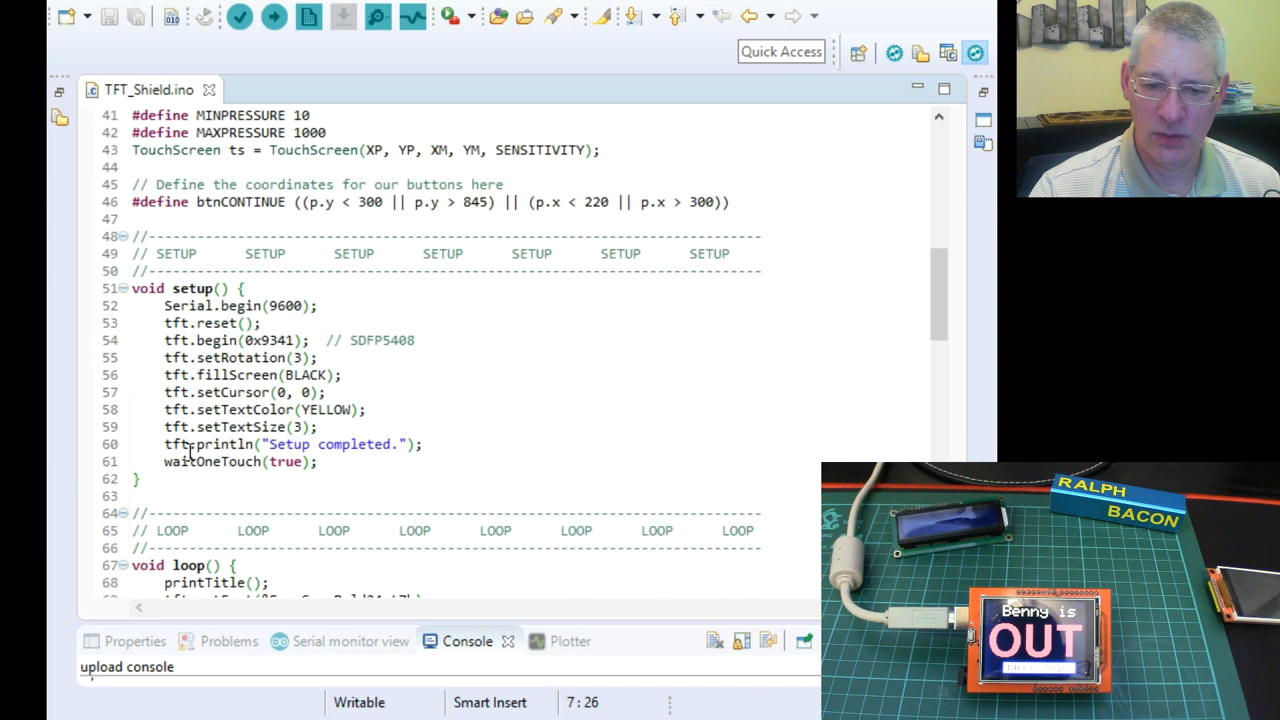 Quick Access
TFT_Shield.ino
41 #define MINPRESSURE 10
42 #define MAXPRESSURE 1000
43 TouchScreen ts = TouchScreen(XP, YP, XM, YM, SENSITIVITY);
44
45 // Define the coordinates for our buttons here
46 #define btnCONTINUE ((p.y < 300 || p.y > 845) || (p.x < 220 || p.x > 300))
47
48 //----------------------------------------------------------------------------
49 // SETUP SETUP SETUP SETUP SETUP SETUP SETUP
50 //----------------------------------------------------------------------------
51 void setup() {
52 Serial.begin(9600);
53 tft.reset();
54 tft.begin(0x9341); // SDFP5408
55 tft.setRotation(3);
56 tft.fillScreen(BLACK);
57 tft.setCursor(0, 0);
58 tft.setTextColor(YELLOW);
59 tft.setTextSize(3);
60 tft.println("Setup completed.");
61 waitOneTouch(true);
62 }
63
64 //----------------------------------------------------------------------------
65 // LOOP LOOP LOOP LOOP LOOP LOOP LOOP LOOP
66 //----------------------------------------------------------------------------
67 void loop() {
68 printTitle();
Properties Problems Serial monitor view Console Plotter
upload console
Writable Smart Insert 7 : 26
RALPH
BACON
Benny is
OUT